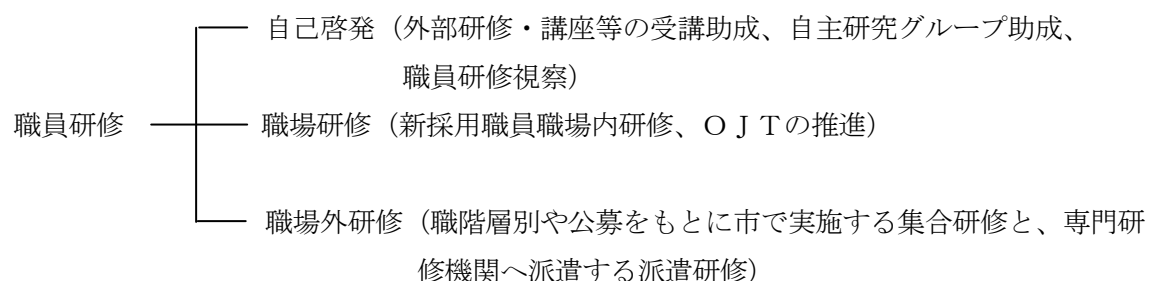 自己啓発（外部研修・講座等の受講助成、自主研究グループ助成、
職員研修視察）
職員研修 職場研修（新採用職員職場内研修、ＯＪＴの推進）
職場外研修（職階層別や公募をもとに市で実施する集合研修と、専門研
修機関へ派遣する派遣研修）